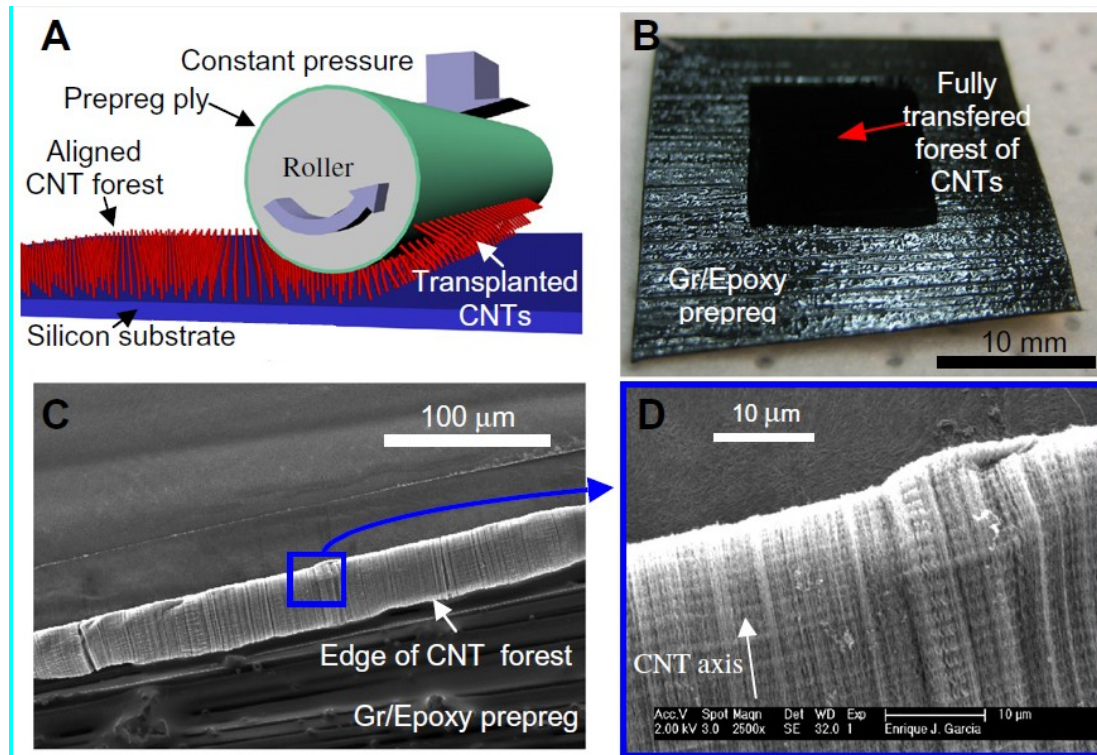 A
Constant pressure
Prepreg ply
Aligned
CNT forest
Roller
Transplanted
CNTs
Silicon substrate
B
Fully
transfered
forest of
CNTs
Gr/Epoxy
prepreq
10 mm
C
100 µm
Edge of CNT forest
Gr/Epoxy prepreg
D
10 µm
CNT axis
Acc.V Spot Magn Det WD Exp
2.00 kV 3.0 2500x SE 32.0 1
10 µm
Enrique J. Garcia